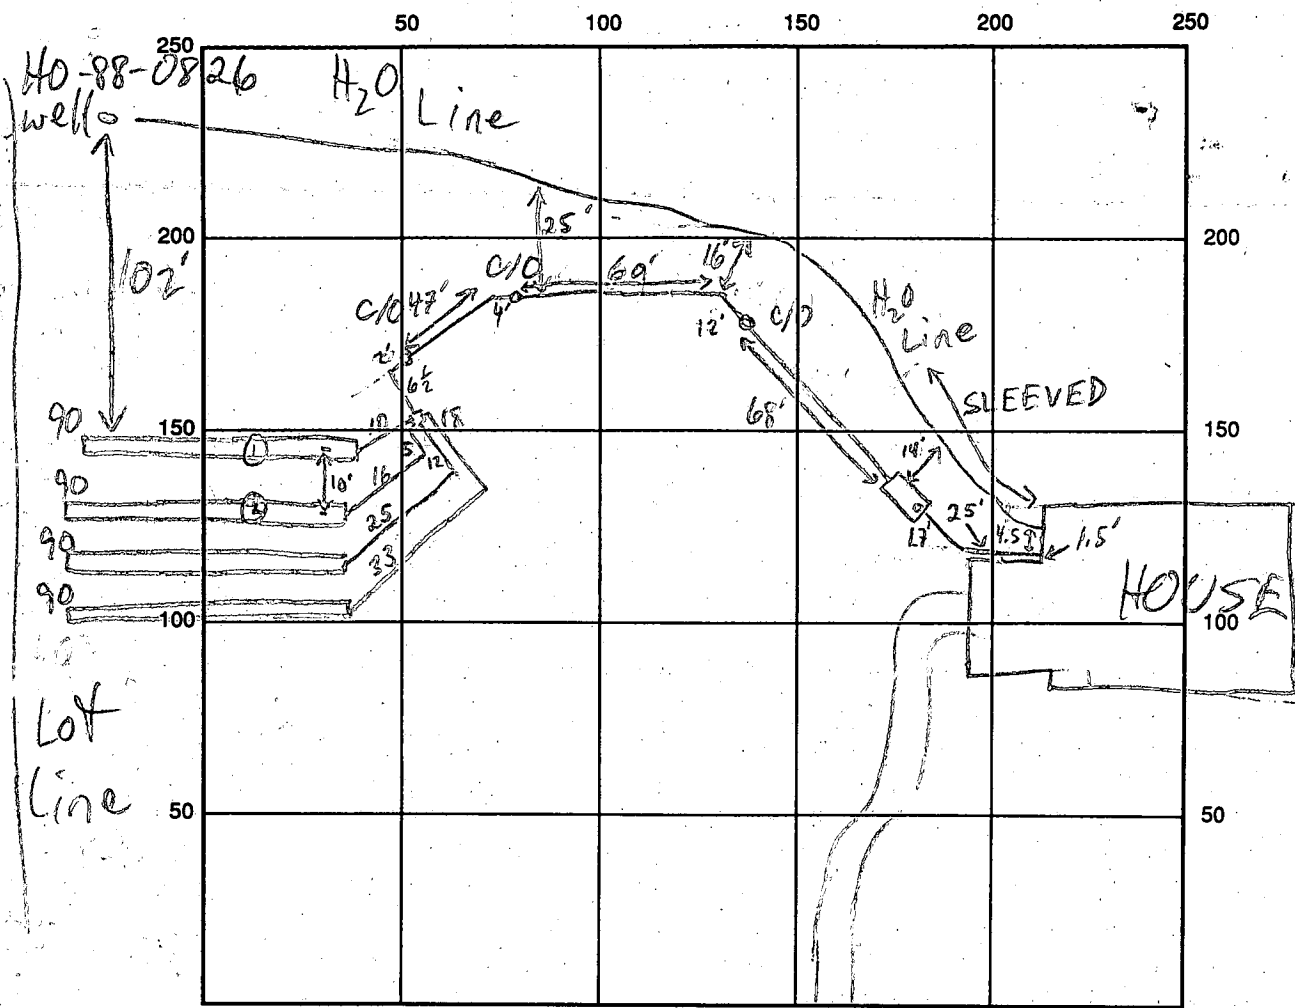 50 100 150 200 250
250
HO-88-0826 H₂O
well Line
102'
200 200
25'
C/O 69' 16'
C/O 47' 4'
12' C/O
H₂O
Line
6½
68'
SLEEVED
90 150 18 150
① 5 12
10'
14'
90 16
②
25
17' 25' 4.5 1.5'
90
33
90
HOUSE
100 100
Lot
Line
50 50